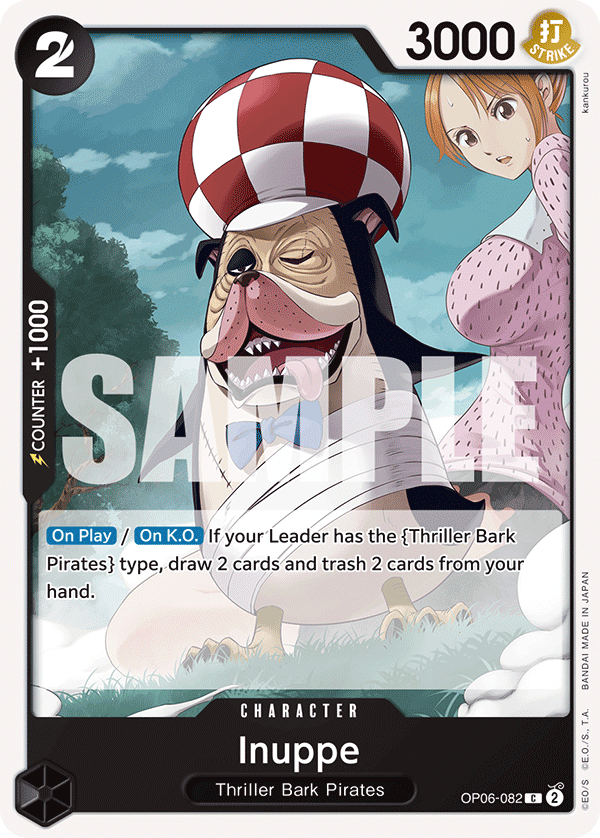 2
3000
打
STRIKE
kankurou
COUNTER +1000
SAMPLE
On Play / On K.O. If your Leader has the {Thriller Bark
Pirates} type, draw 2 cards and trash 2 cards from your
hand.
CHARACTER
Inuppe
Thriller Bark Pirates
OP06-082 C 2
©EO/S ©E.O./S., T.A. BANDAI MADE IN JAPAN